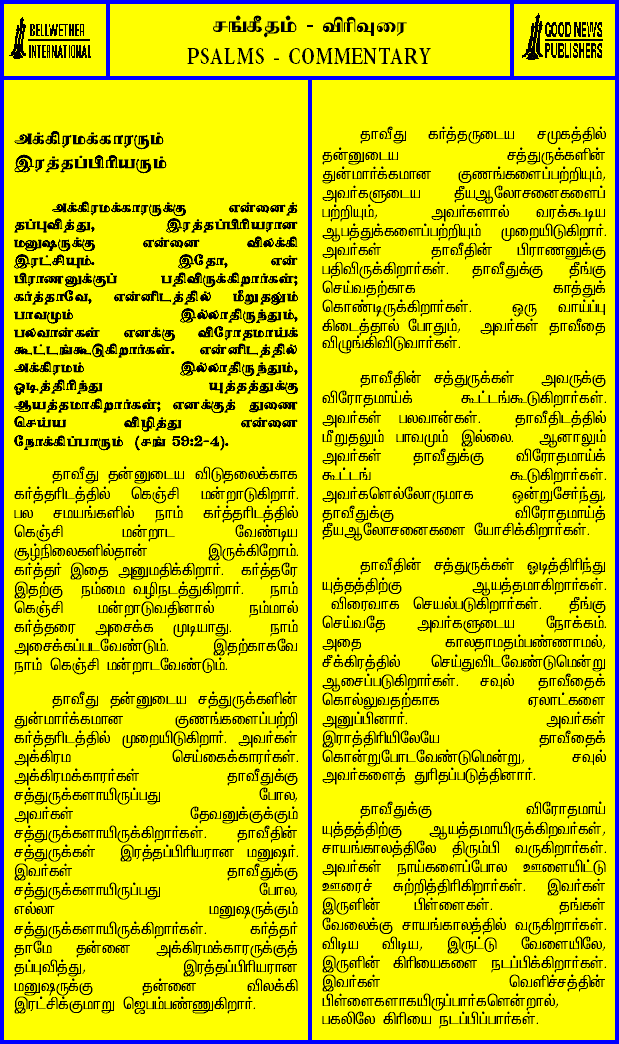 BELLWETHER
INTERNATIONAL
சங்கீதம் - விரிவுரை
PSALMS - COMMENTARY
GOOD NEWS
PUBLISHERS
அக்கிரமக்காரரும்
இரத்தப்பிரியரும்
அக்கிரமக்காரருக்கு என்னைத்
தப்புவித்து, இரத்தப்பிரியரான
மனுஷருக்கு என்னை விலக்கி
இரட்சியும். இதோ, என்
பிராணனுக்குப் பதிவிருக்கிறார்கள்;
கர்த்தாவே, என்னிடத்தில் மீறுதலும்
பாவமும் இல்லாதிருந்தும்,
பலவான்கள் எனக்கு விரோதமாய்க்
கூட்டங்கூடுகிறார்கள். என்னிடத்தில்
அக்கிரமம் இல்லாதிருந்தும்,
ஓடித்திரிந்து யுத்தத்துக்கு
ஆயத்தமாகிறார்கள்; எனக்குத் துணை
செய்ய விழித்து என்னை
நோக்கிப்பாரும் (சங் 59:2-4).
தாவீது தன்னுடைய விடுதலைக்காக
கர்த்தரிடத்தில் கெஞ்சி மன்றாடுகிறார்.
பல சமயங்களில் நாம் கர்த்தரிடத்தில்
கெஞ்சி மன்றாட வேண்டிய
சூழ்நிலைகளில்தான் இருக்கிறோம்.
கர்த்தர் இதை அனுமதிக்கிறார். கர்த்தரே
இதற்கு நம்மை வழிநடத்துகிறார். நாம்
கெஞ்சி மன்றாடுவதினால் நம்மால்
கர்த்தரை அசைக்க முடியாது. நாம்
அசைக்கப்படவேண்டும். இதற்காகவே
நாம் கெஞ்சி மன்றாடவேண்டும்.
தாவீது தன்னுடைய சத்துருக்களின்
துன்மார்க்கமான குணங்களைப்பற்றி
கர்த்தரிடத்தில் முறையிடுகிறார். அவர்கள்
அக்கிரம செய்கைக்காரர்கள்.
அக்கிரமக்காரர்கள் தாவீதுக்கு
சத்துருக்களாயிருப்பது போல,
அவர்கள் தேவனுக்குக்கும்
சத்துருக்களாயிருக்கிறார்கள். தாவீதின்
சத்துருக்கள் இரத்தப்பிரியரான மனுஷர்.
இவர்கள் தாவீதுக்கு
சத்துருக்களாயிருப்பது போல,
எல்லா மனுஷருக்கும்
சத்துருக்களாயிருக்கிறார்கள். கர்த்தர்
தாமே தன்னை அக்கிரமக்காரருக்குத்
தப்புவித்து, இரத்தப்பிரியரான
மனுஷருக்கு தன்னை விலக்கி
இரட்சிக்குமாறு ஜெபம்பண்ணுகிறார்.
தாவீது கர்த்தருடைய சமுகத்தில்
தன்னுடைய சத்துருக்களின்
துன்மார்க்கமான குணங்களைப்பற்றியும்,
அவர்களுடைய தீயஆலோசனைகளைப்
பற்றியும், அவர்களால் வரக்கூடிய
ஆபத்துக்களைப்பற்றியும் முறையிடுகிறார்.
அவர்கள் தாவீதின் பிராணனுக்கு
பதிவிருக்கிறார்கள். தாவீதுக்கு தீங்கு
செய்வதற்காக காத்துக்
கொண்டிருக்கிறார்கள். ஒரு வாய்ப்பு
கிடைத்தால் போதும், அவர்கள் தாவீதை
விழுங்கிவிடுவார்கள்.
தாவீதின் சத்துருக்கள் அவருக்கு
விரோதமாய்க் கூட்டங்கூடுகிறார்கள்.
அவர்கள் பலவான்கள். தாவீதிடத்தில்
மீறுதலும் பாவமும் இல்லை. ஆனாலும்
அவர்கள் தாவீதுக்கு விரோதமாய்க்
கூட்டங் கூடுகிறார்கள்.
அவர்களெல்லோருமாக ஒன்றுசேர்ந்து,
தாவீதுக்கு விரோதமாய்த்
தீயஆலோசனைகளை யோசிக்கிறார்கள்.
தாவீதின் சத்துருக்கள் ஓடித்திரிந்து
யுத்தத்திற்கு ஆயத்தமாகிறார்கள்.
விரைவாக செயல்படுகிறார்கள். தீங்கு
செய்வதே அவர்களுடைய நோக்கம்.
அதை காலதாமதம்பண்ணாமல்,
சீக்கிரத்தில் செய்துவிடவேண்டுமென்று
ஆசைப்படுகிறார்கள். சவுல் தாவீதைக்
கொல்லுவதற்காக ஏலாட்களை
அனுப்பினார். அவர்கள்
இராத்திரியிலேயே தாவீதைக்
கொன்றுபோடவேண்டுமென்று, சவுல்
அவர்களைத் துரிதப்படுத்தினார்.
தாவீதுக்கு விரோதமாய்
யுத்தத்திற்கு ஆயத்தமாயிருக்கிறவர்கள்,
சாயங்காலத்திலே திரும்பி வருகிறார்கள்.
அவர்கள் நாய்களைப்போல ஊளையிட்டு
ஊரைச் சுற்றித்திரிகிறார்கள். இவர்கள்
இருளின் பிள்ளைகள். தங்கள்
வேலைக்கு சாயங்காலத்தில் வருகிறார்கள்.
விடிய விடிய, இருட்டு வேளையிலே,
இருளின் கிரியைகளை நடப்பிக்கிறார்கள்.
இவர்கள் வெளிச்சத்தின்
பிள்ளைகளாகயிருப்பார்களென்றால்,
பகலிலே கிரியை நடப்பிப்பார்கள்.